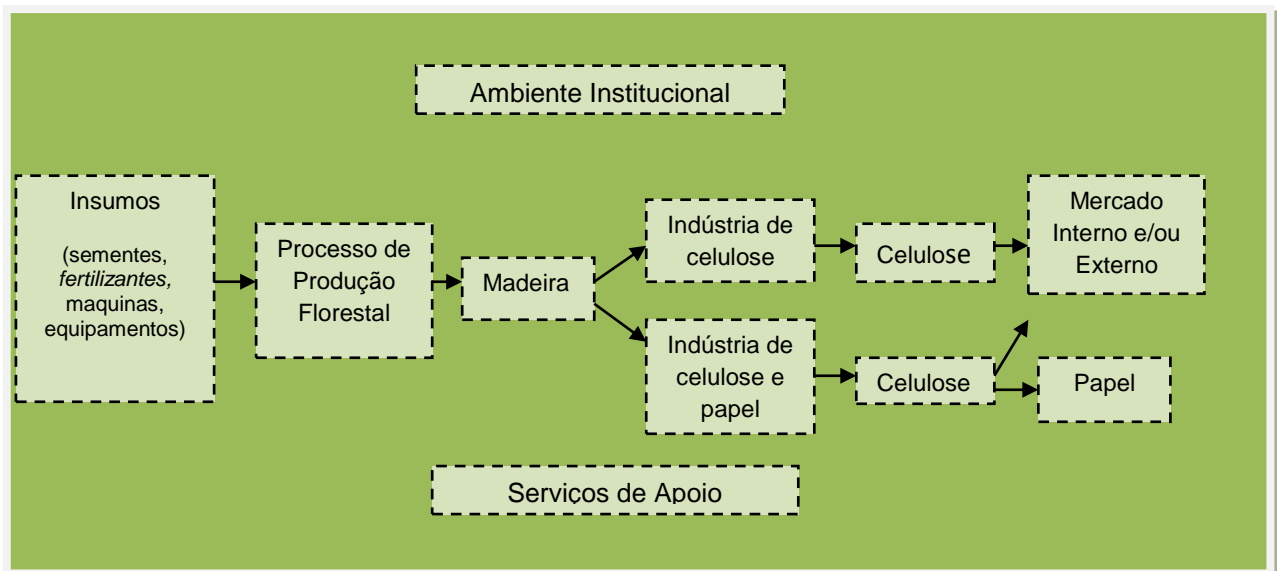 Ambiente Institucional
Insumos
(sementes,
fertilizantes,
maquinas,
equipamentos)
Processo de
Produção
Florestal
Madeira
Indústria de
celulose
Celulose
Mercado
Interno e/ou
Externo
Indústria de
celulose e
papel
Celulose
Papel
Serviços de Apoio